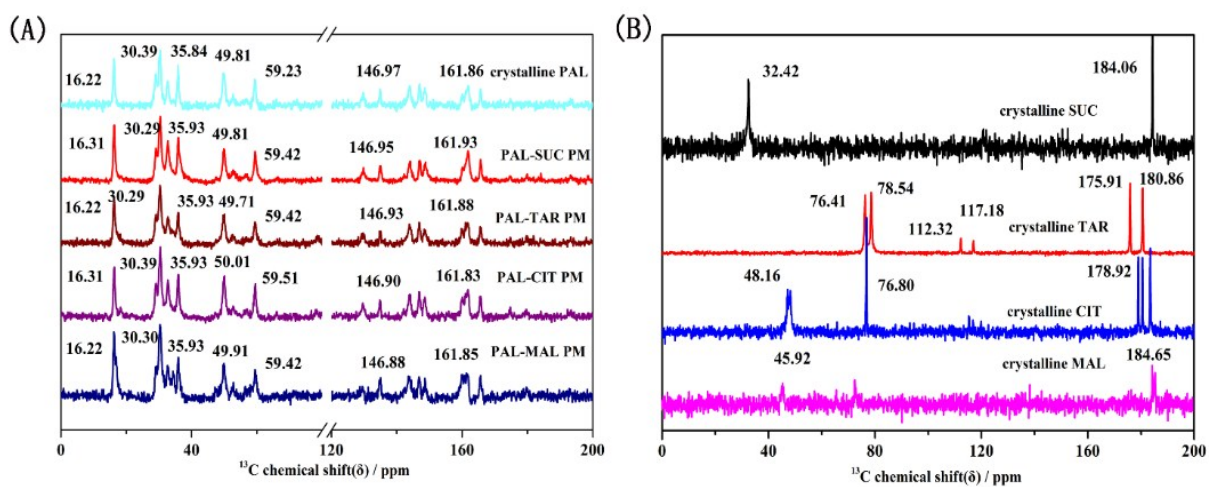 (A)
16.22 30.39 35.84 49.81 59.23 146.97 161.86 crystalline PAL
16.31 30.29 35.93 49.81 59.42 146.95 161.93 PAL-SUC PM
16.22 30.29 35.93 49.71 59.42 146.93 161.88 PAL-TAR PM
16.31 30.39 35.93 50.01 59.51 146.90 161.83 PAL-CIT PM
16.22 30.30 35.93 49.91 59.42 146.88 161.85 PAL-MAL PM
0 40 120 160 200
¹³C chemical shift(δ) / ppm
(B)
32.42 184.06 crystalline SUC
76.41 78.54 112.32 117.18 175.91 180.86 crystalline TAR
48.16 76.80 178.92 crystalline CIT
45.92 184.65 crystalline MAL
0 40 80 120 160 200
¹³C chemical shift(δ) / ppm